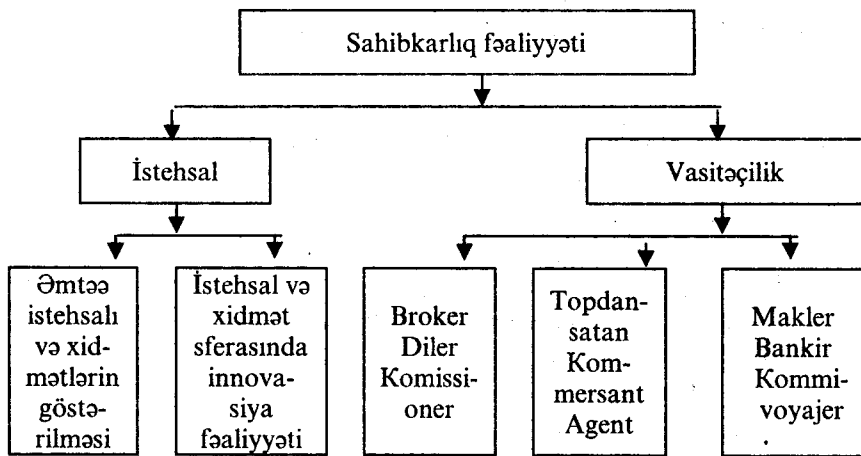 Sahibkarlıq fəaliyyəti
İstehsal
Vasitəçilik
Əmtəə
istehsalı
və xid-
mətlərin
göstə-
rilməsi
İstehsal və
xidmət
sferasında
innova-
siya
fəaliyyəti
Broker
Diler
Komissi-
oner
Topdan-
satan
Kom-
mersant
Agent
Makler
Bankir
Kommi-
voyajer